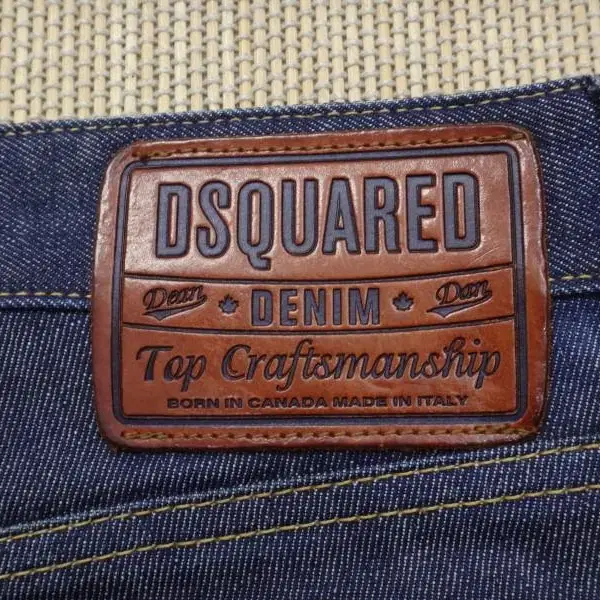 DSQUARED
Dean DENIM Dan
Top Craftsmanship
BORN IN CANADA MADE IN ITALY